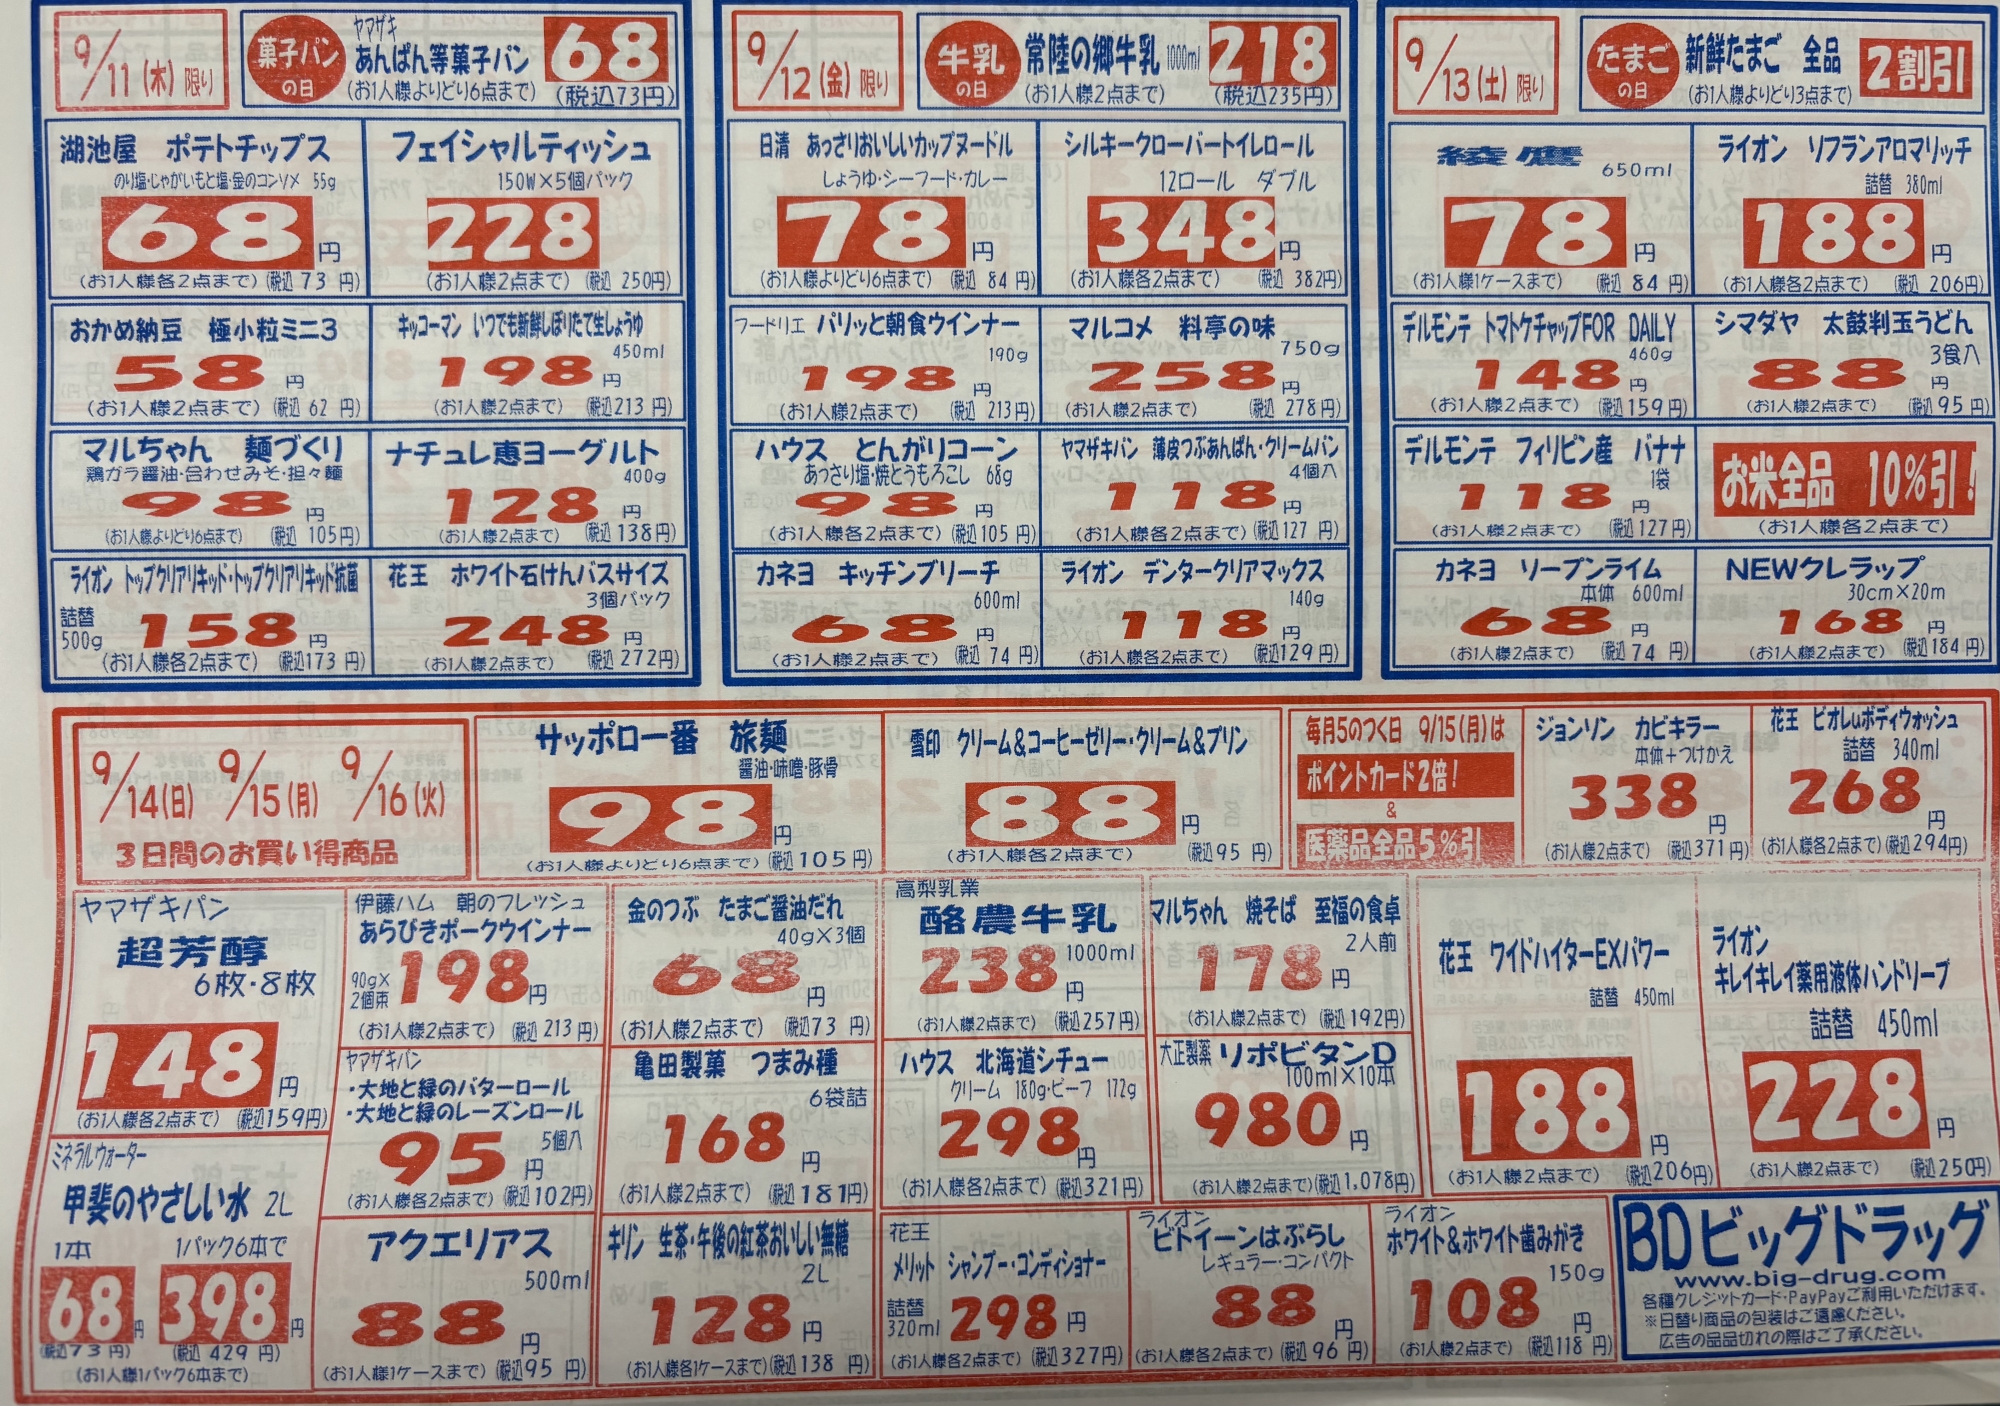 9/11(木)限り
菓子パンの日
ヤマザキ
あんぱん等菓子パン 68
(お1人様よりどり6点まで) (税込73円)
湖池屋 ポテトチップス
のり塩・じゃがいもと塩・金のコンソメ 55g
68円
(お1人様各2点まで) (税込 73 円)
フェイシャルティッシュ
150W×5個パック
228
(お1人様2点まで) (税込 250円)
おかめ納豆 極小粒ミニ3
58円
(お1人様2点まで) (税込 62 円)
キッコーマン いつでも新鮮しぼりたて生しょうゆ
450ml
198円
(お1人様2点まで) (税込213 円)
マルちゃん 麺づくり
鶏ガラ醤油・合わせみそ・担々麺
98円
(お1人様よりどり6点まで) (税込 105円)
ナチュレ恵ヨーグルト
400g
128円
(お1人様2点まで) (税込 138円)
ライオン トップクリアリキッド・トップクリアリキッド抗菌
詰替
500g 158円
(お1人様各2点まで) (税込173 円)
花王 ホワイト石けんバスサイズ
3個パック
248円
(お1人様2点まで) (税込272円)
9/12(金)限り
牛乳の日
常陸の郷牛乳 1000ml 218
(お1人様2点まで) (税込235円)
日清 あっさりおいしいカップヌードル
しょうゆ・シーフード・カレー
78円
(お1人様よりどり6点まで) (税込 84 円)
シルキークローバートイレロール
12ロール ダブル
348円
(お1人様各2点まで) (税込 382円)
フードリエ パリッと朝食ウインナー
190g
198円
(お1人様2点まで) (税込 213円)
マルコメ 料亭の味
750g
258円
(お1人様2点まで) (税込 278円)
ハウス とんがりコーン
あっさり塩・焼とうもろこし 68g
98円
(お1人様各2点まで) (税込105 円)
ヤマザキパン 薄皮つぶあんぱん・クリームパン
4個入
118円
(お1人様各2点まで) (税込127 円)
カネヨ キッチンブリーチ
600ml
68円
(お1人様2点まで) (税込 74 円)
ライオン デンタークリアマックス
140g
118円
(お1人様各2点まで) (税込129 円)
9/13(土)限り
たまごの日
新鮮たまご 全品 2割引
(お1人様よりどり3点まで)
綾鷹 650ml
78円
(お1人様1ケースまで) (税込 84 円)
ライオン ソフランアロマリッチ
詰替 380ml
188円
(お1人様各2点まで) (税込 206円)
デルモンテ トマトケチャップFOR DAILY
460g
148円
(お1人様2点まで) (税込159円)
シマダヤ 太鼓判玉うどん
3食入
88円
(お1人様2点まで) (税込95 円)
デルモンテ フィリピン産 バナナ
1袋
118円
(お1人様2点まで) (税込127円)
お米全品 10%引!
(お1人様各2点まで)
カネヨ ソープンライム
本体 600ml
68円
(お1人様2点まで) (税込 74 円)
NEWクレラップ
30cm×20m
168円
(お1人様2点まで) (税込184 円)
9/14(日) 9/15(月) 9/16(火)
3日間のお買い得商品
サッポロ一番 旅麺
醤油・味噌・豚骨
98円
(お1人様よりどり6点まで) (税込105円)
雪印 クリーム&コーヒーゼリー・クリーム&プリン
88円
(お1人様各2点まで) (税込95 円)
毎月5のつく日 9/15(月)は
ポイントカード2倍!
&
医薬品全品5%引
ジョンソン カビキラー
本体+つけかえ
338円
(お1人様2点まで) (税込371円)
花王 ビオレuボディウォッシュ
詰替 340ml
268円
(お1人様各2点まで) (税込294円)
ヤマザキパン
超芳醇
6枚・8枚
148円
(お1人様各2点まで) (税込159円)
伊藤ハム 朝のフレッシュ
あらびきポークウインナー
90g×
2個束 198円
(お1人様2点まで) (税込 213 円)
金のつぶ たまご醤油だれ
40g×3個
68円
(お1人様2点まで) (税込73 円)
高梨乳業
酪農牛乳
238円 1000ml
(お1人様2点まで) (税込257円)
マルちゃん 焼そば 至福の食卓
2人前
178円
(お1人様2点まで) (税込192円)
花王 ワイドハイターEXパワー
詰替 450ml
188円
(お1人様2点まで) (税込206円)
ライオン
キレイキレイ薬用液体ハンドソープ
詰替 450ml
228円
(お1人様2点まで) (税込250円)
ヤマザキパン
・大地と緑のバターロール
・大地と緑のレーズンロール
5個入
95円
(お1人様各2点まで) (税込102円)
亀田製菓 つまみ種
6袋詰
168円
(お1人様2点まで) (税込181円)
ハウス 北海道シチュー
クリーム 180g・ビーフ 172g
298円
(お1人様各2点まで) (税込321円)
大正製薬 リポビタンD
100ml×10本
980円
(お1人様2点まで) (税込1,078円)
ミネラルウォーター
甲斐のやさしい水 2L
1本 1パック6本で
68円 398円
(税込73 円) (税込 429 円)
(お1人様1パック6本まで)
アクエリアス
500ml
88円
(お1人様1ケースまで) (税込95 円)
キリン 生茶・午後の紅茶おいしい無糖
2L
128円
(お1人様各1ケースまで) (税込138 円)
花王
メリット シャンプー・コンディショナー
詰替
320ml 298円
(お1人様各2点まで) (税込327円)
ライオン
ビトイーンはぶらし
レギュラー・コンパクト
88円
(お1人様各2点まで) (税込 96 円)
ライオン
ホワイト&ホワイト歯みがき
150g
108円
(お1人様2点まで) (税込118 円)
BDビッグドラッグ
www.big-drug.com
各種クレジットカード・PayPayご利用いただけます。
※日替り商品の包装はご遠慮ください。
広告の品品切れの際はご了承ください。